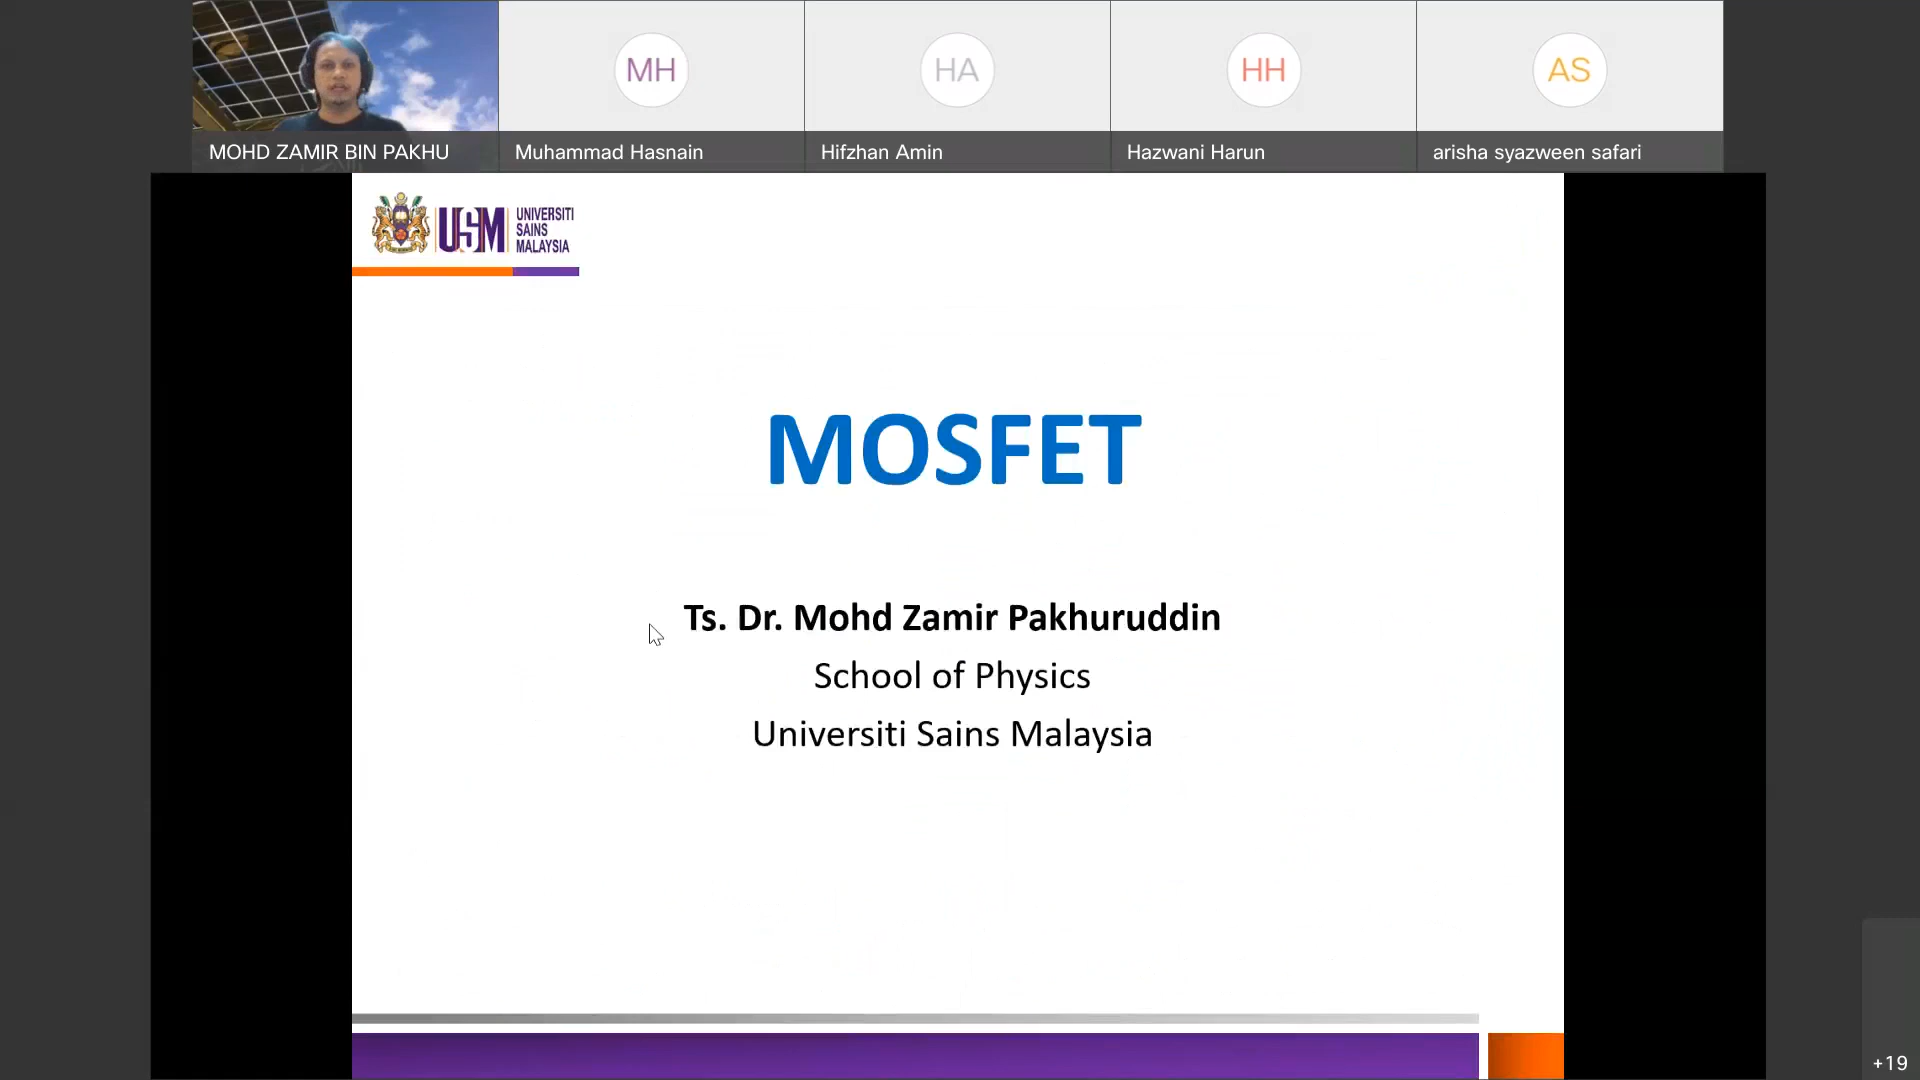 MH
HA
HH
AS
MOHD ZAMIR BIN PAKHU
Muhammad Hasnain
Hifzhan Amin
Hazwani Harun
arisha syazween safari
USM
UNIVERSITI
SAINS
MALAYSIA
MOSFET
Ts. Dr. Mohd Zamir Pakhuruddin
School of Physics
Universiti Sains Malaysia
+19